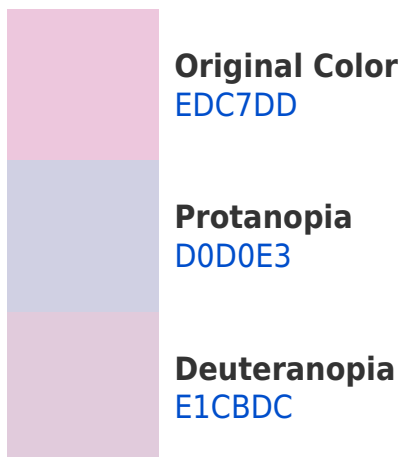 Original Color
EDC7DD
Protanopia
D0D0E3
Deuteranopia
E1CBDC